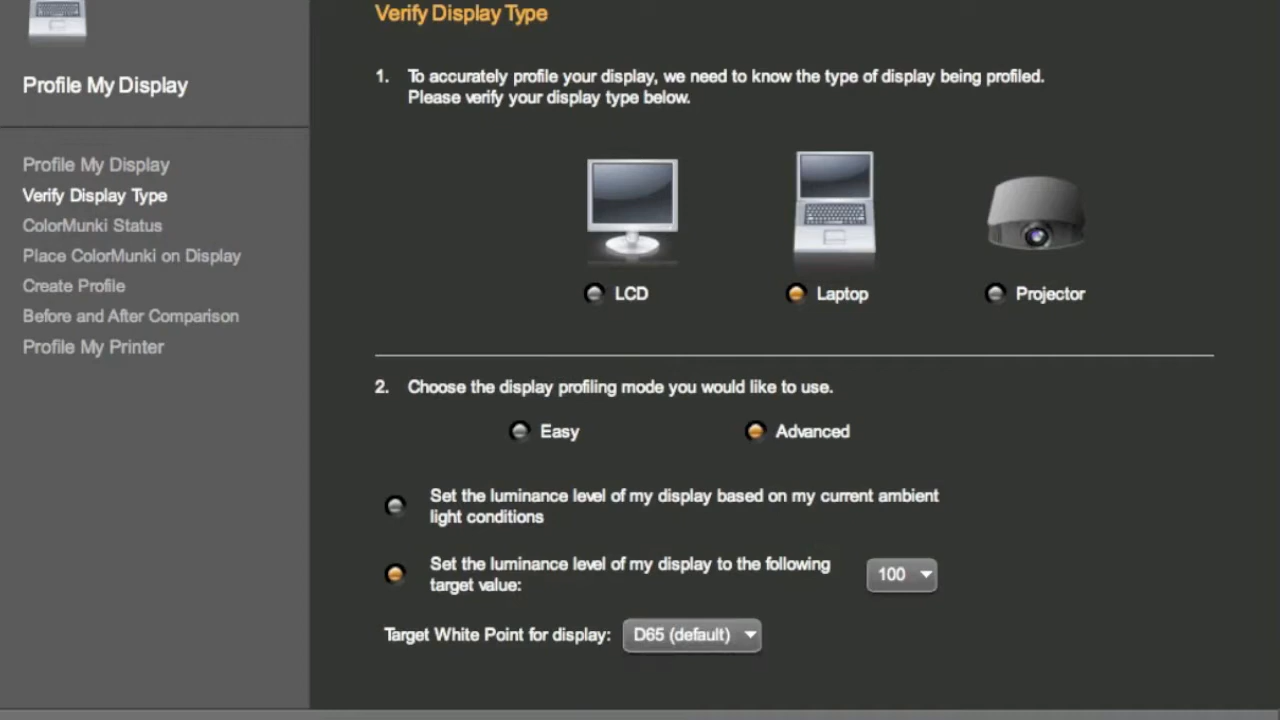 Verify Display Type
Profile My Display
1. To accurately profile your display, we need to know the type of display being profiled.
Please verify your display type below.
Profile My Display
Verify Display Type
ColorMunki Status
Place ColorMunki on Display
Create Profile
Before and After Comparison
Profile My Printer
LCD
Laptop
Projector
2. Choose the display profiling mode you would like to use.
Easy
Advanced
Set the luminance level of my display based on my current ambient
light conditions
Set the luminance level of my display to the following
target value:
100
Target White Point for display:
D65 (default)